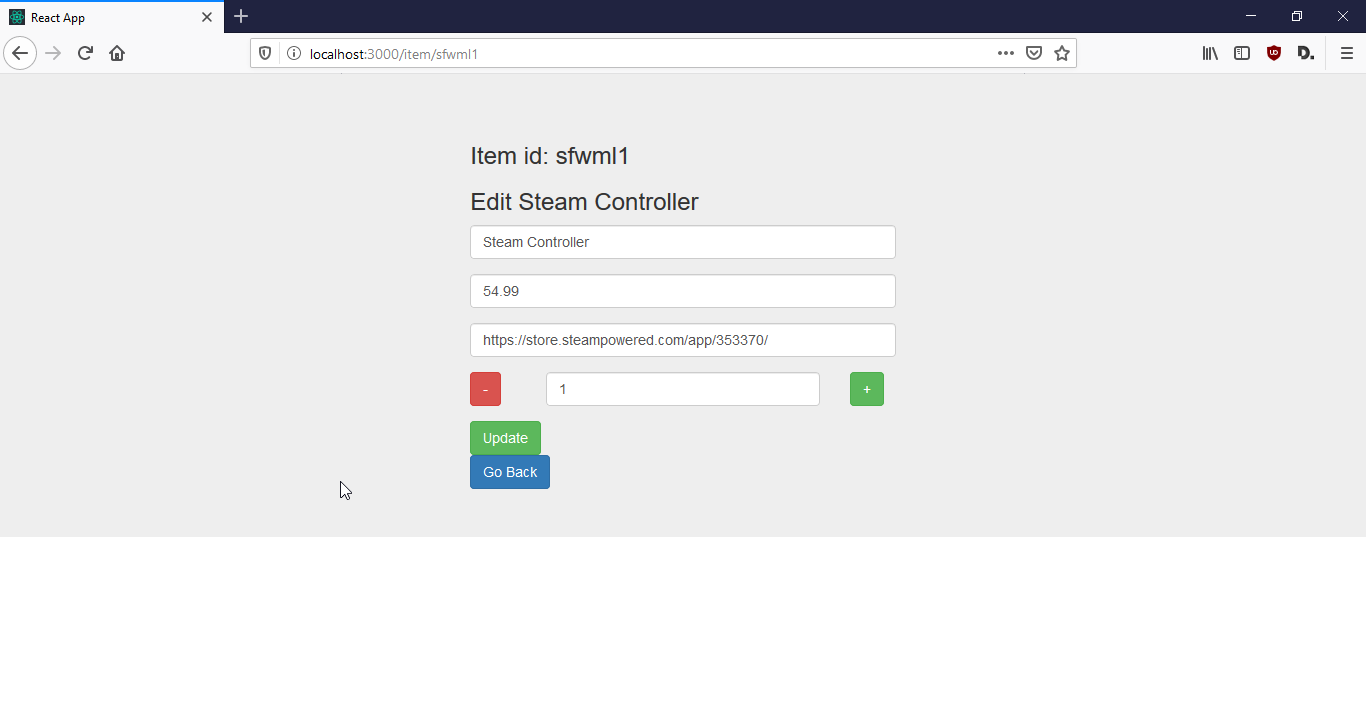 React App
localhost:3000/item/sfwml1
Item id: sfwml1
Edit Steam Controller
Steam Controller
54.99
https://store.steampowered.com/app/353370/
- 1 +
Update
Go Back